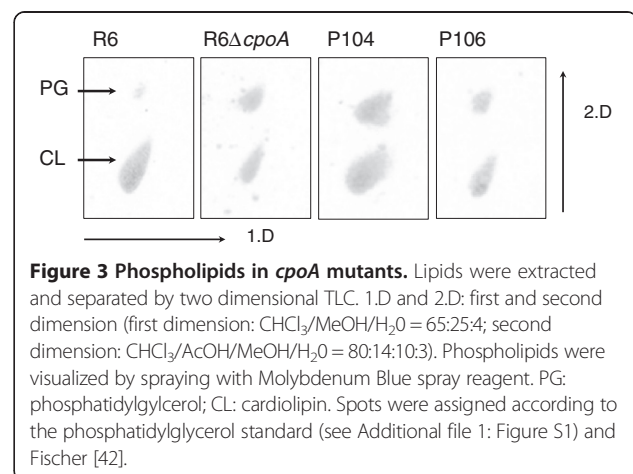 R6 R6ΔcpoA P104 P106
PG
2.D
CL
1.D
Figure 3 Phospholipids in cpoA mutants. Lipids were extracted
and separated by two dimensional TLC. 1.D and 2.D: first and second
dimension (first dimension: CHCl₃/MeOH/H₂0 = 65:25:4; second
dimension: CHCl₃/AcOH/MeOH/H₂0 = 80:14:10:3). Phospholipids were
visualized by spraying with Molybdenum Blue spray reagent. PG:
phosphatidylgylcerol; CL: cardiolipin. Spots were assigned according to
the phosphatidylglycerol standard (see Additional file 1: Figure S1) and
Fischer [42].